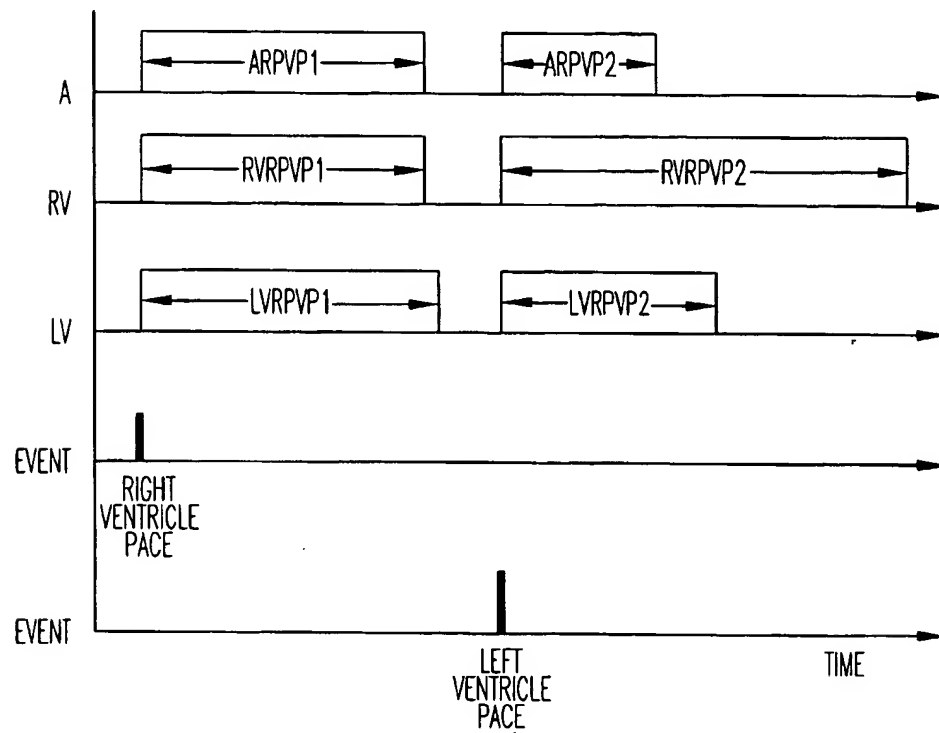 A
ARPVP1
ARPVP2
RV
RVRPVP1
RVRPVP2
LV
LVRPVP1
LVRPVP2
EVENT
RIGHT
VENTRICLE
PACE
EVENT
LEFT
VENTRICLE
PACE
TIME